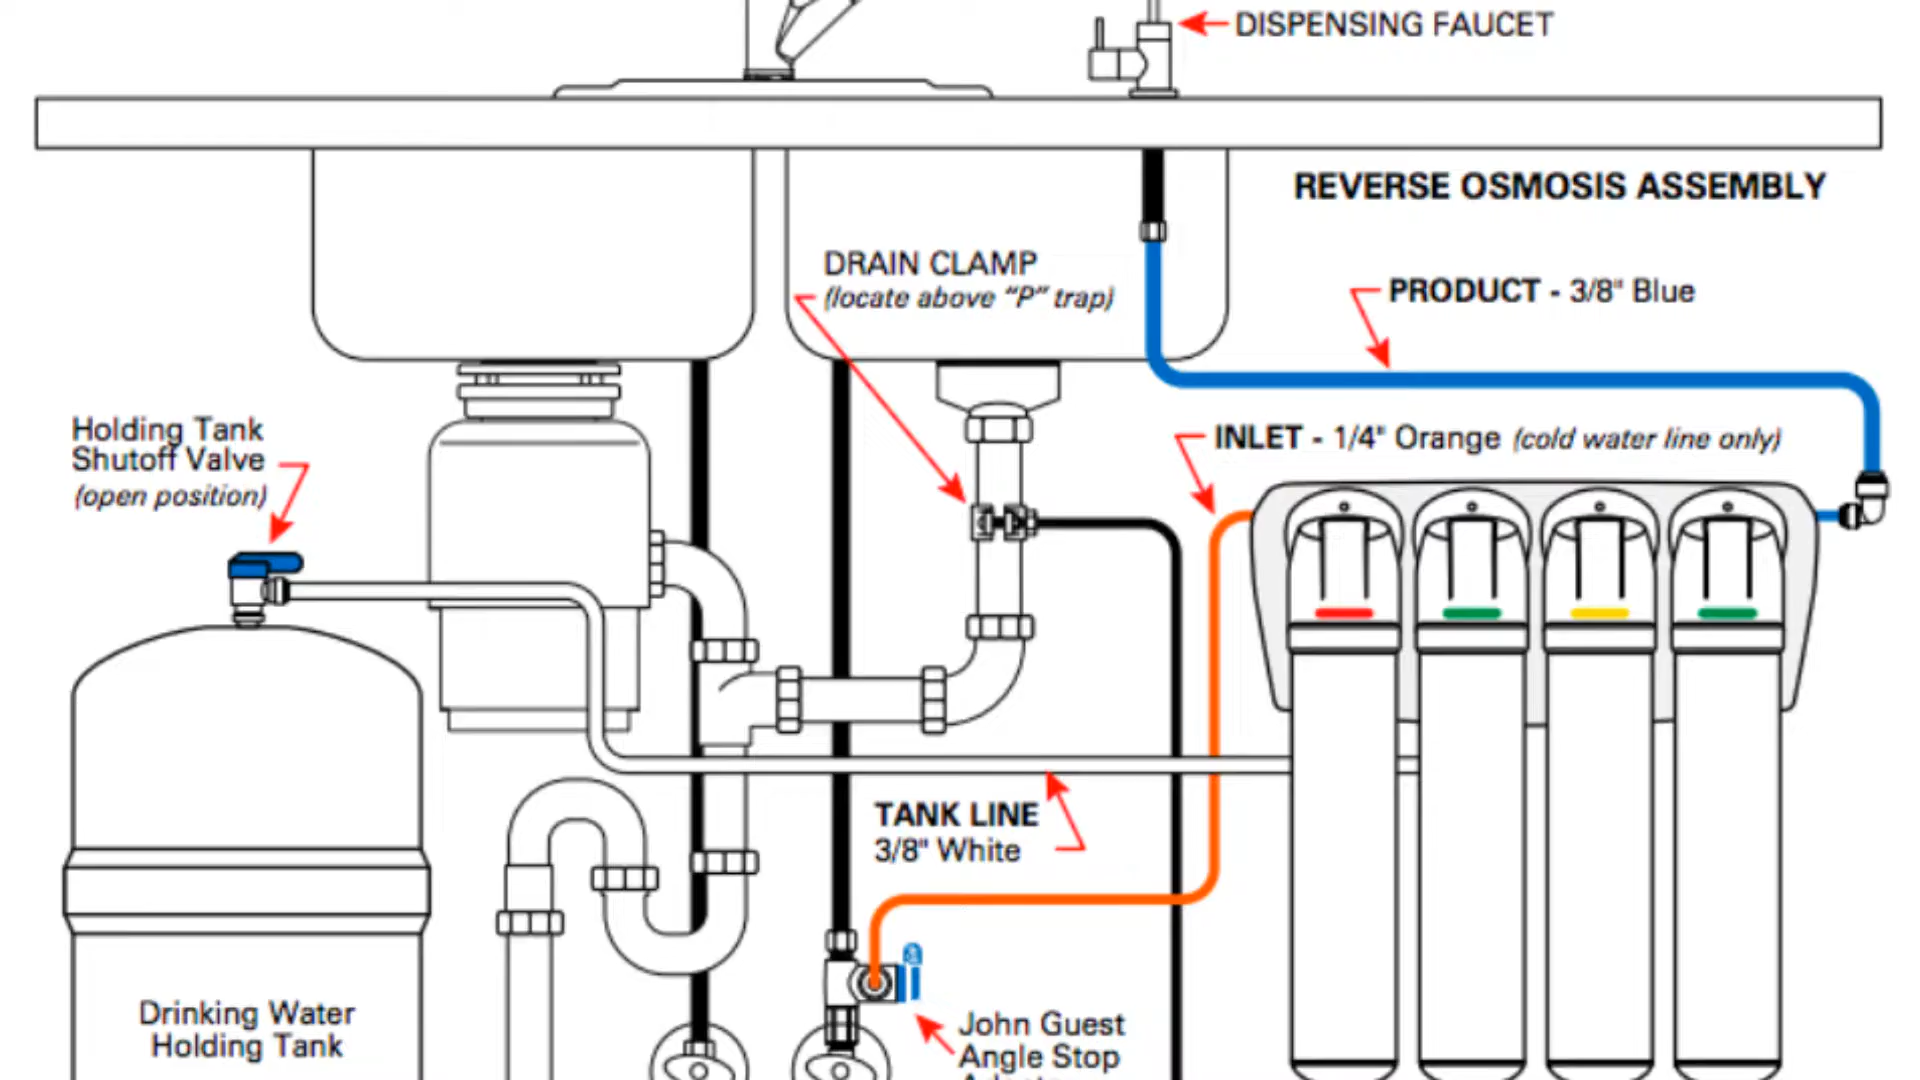 DISPENSING FAUCET
REVERSE OSMOSIS ASSEMBLY
DRAIN CLAMP
(locate above "P" trap)
PRODUCT - 3/8" Blue
INLET - 1/4" Orange (cold water line only)
Holding Tank
Shutoff Valve
(open position)
TANK LINE
3/8" White
Drinking Water
Holding Tank
John Guest
Angle Stop